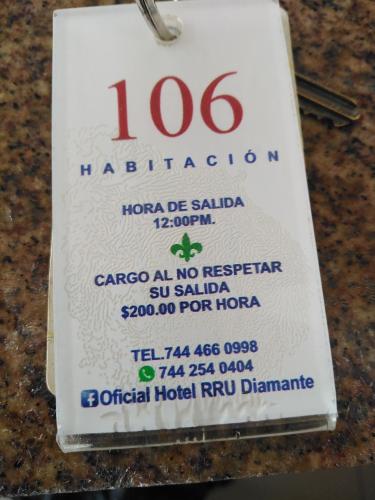 106
HABITACIÓN
HORA DE SALIDA
12:00PM.
CARGO AL NO RESPETAR
SU SALIDA
$200.00 POR HORA
TEL.744 466 0998
744 254 0404
Oficial Hotel RRU Diamante